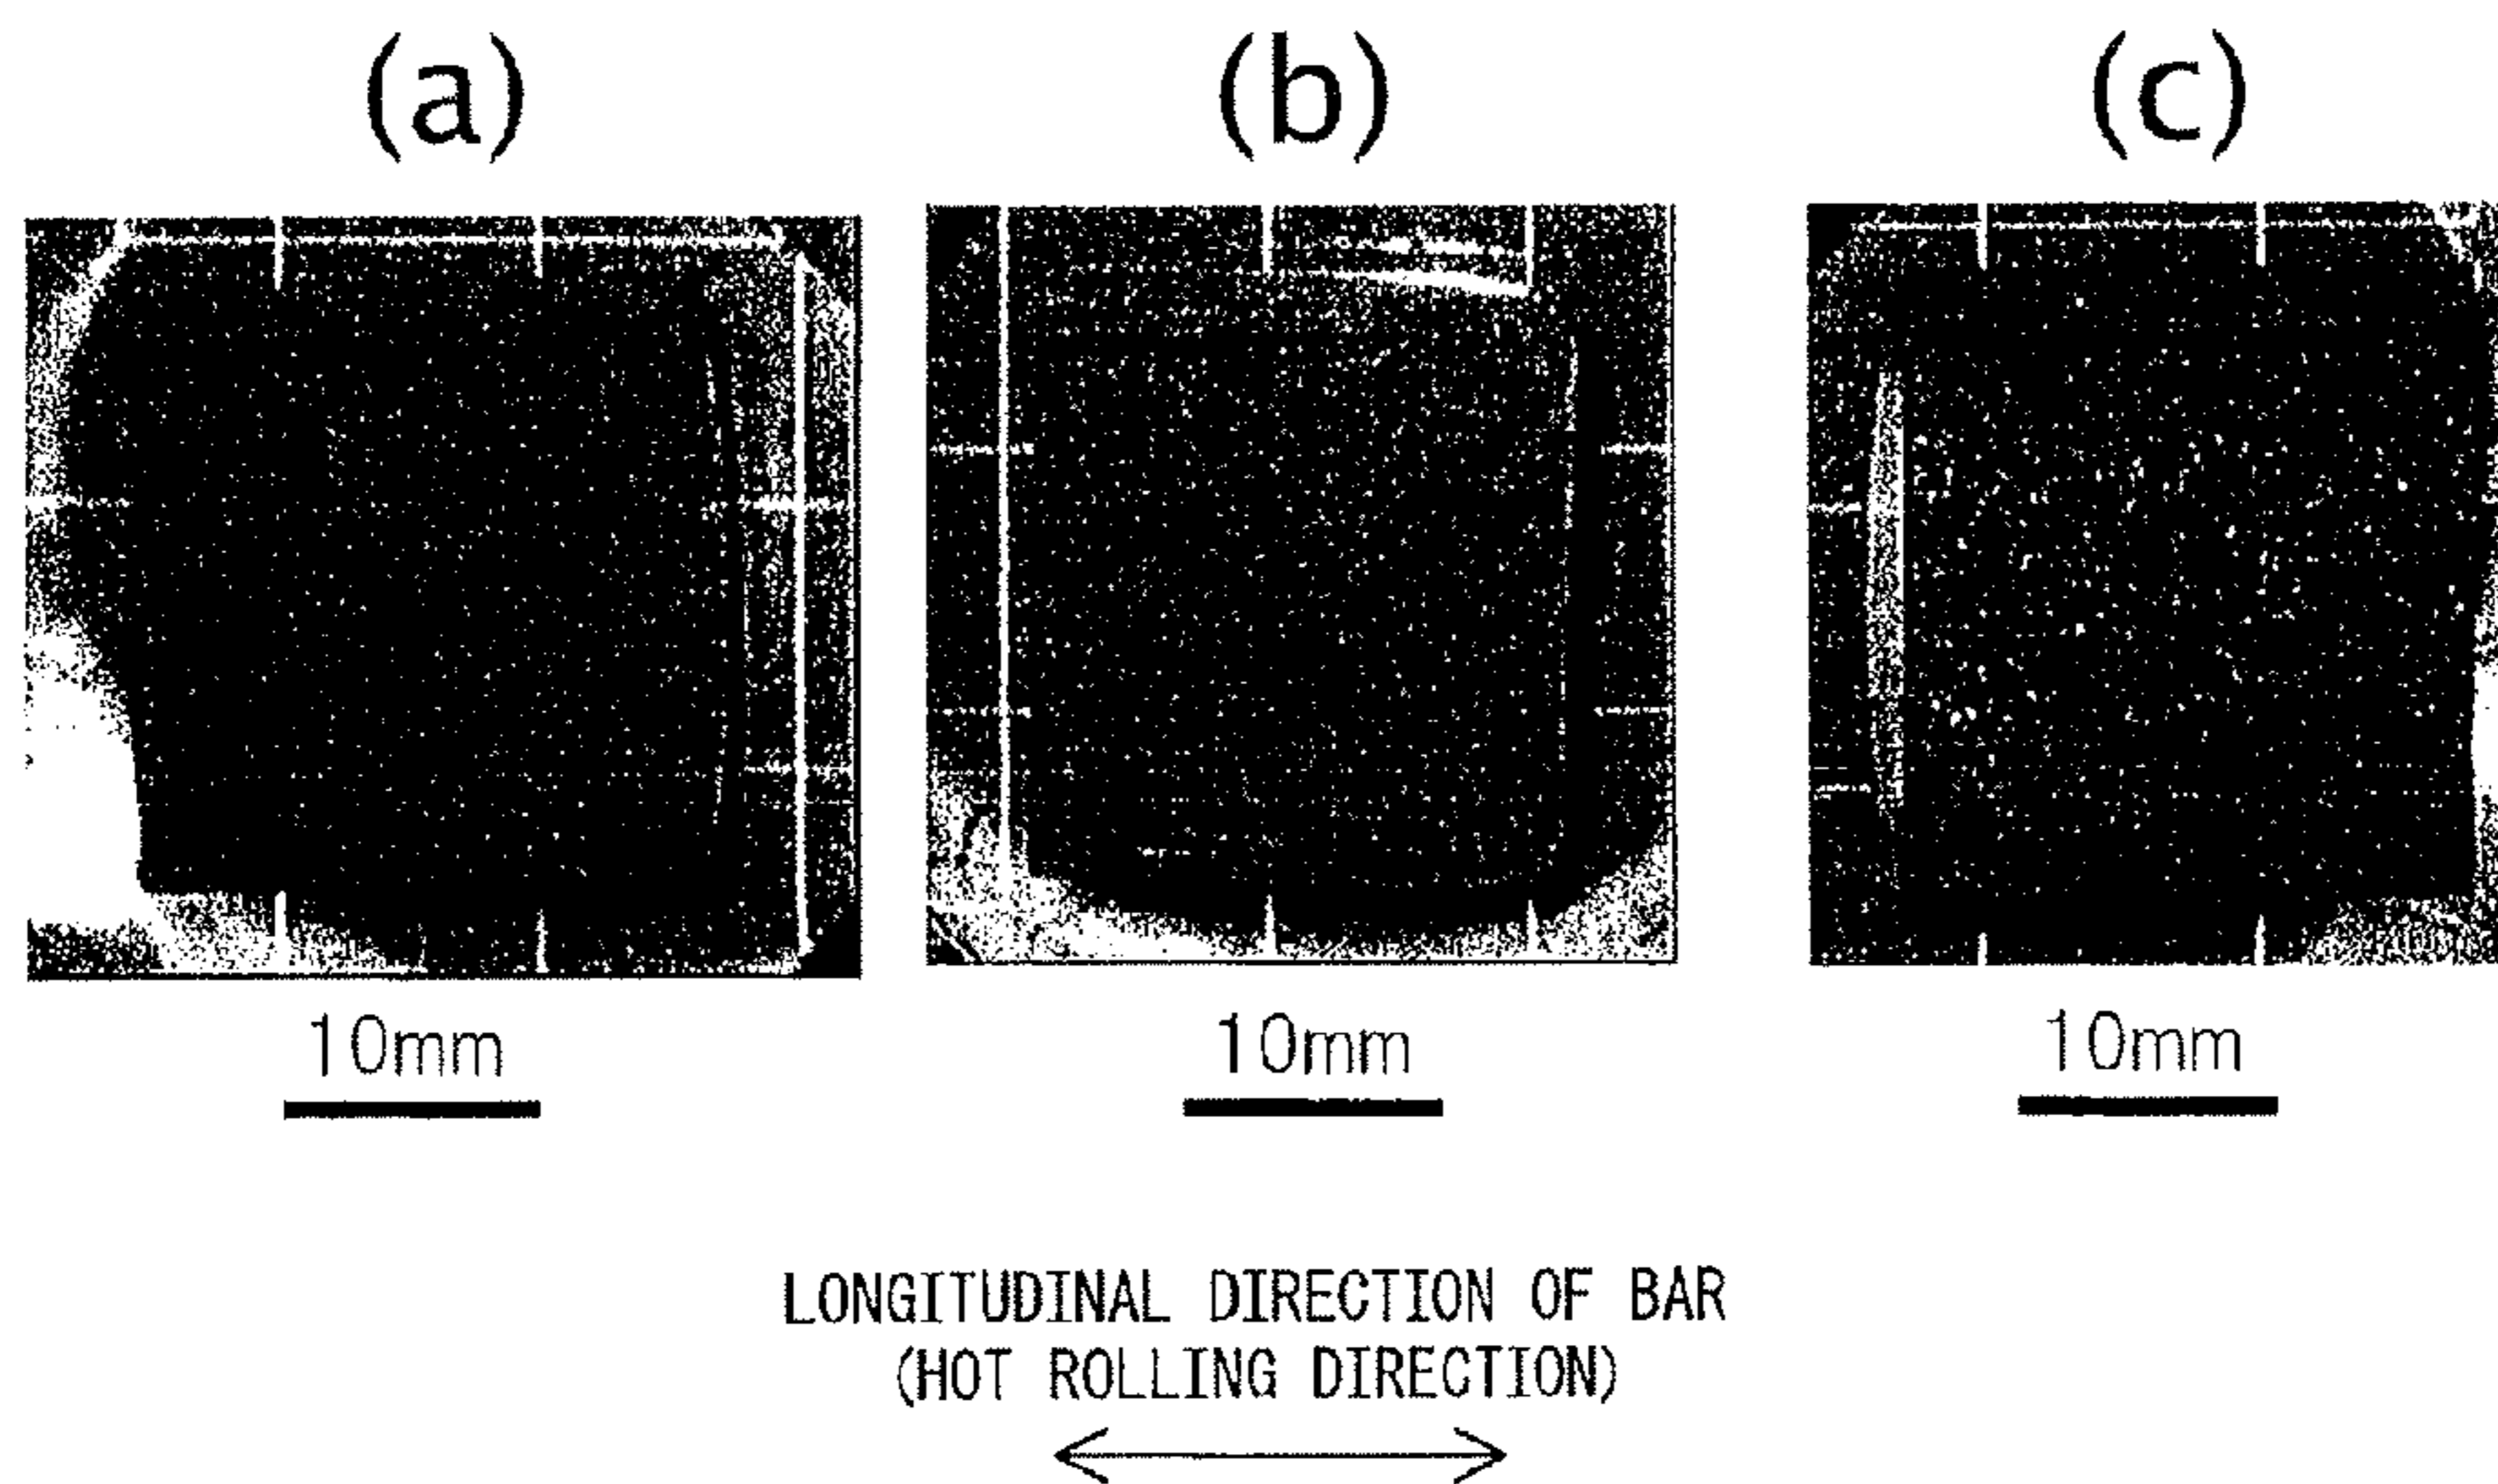 (a) (b) (c)
10mm 10mm 10mm
LONGITUDINAL DIRECTION OF BAR
(HOT ROLLING DIRECTION)